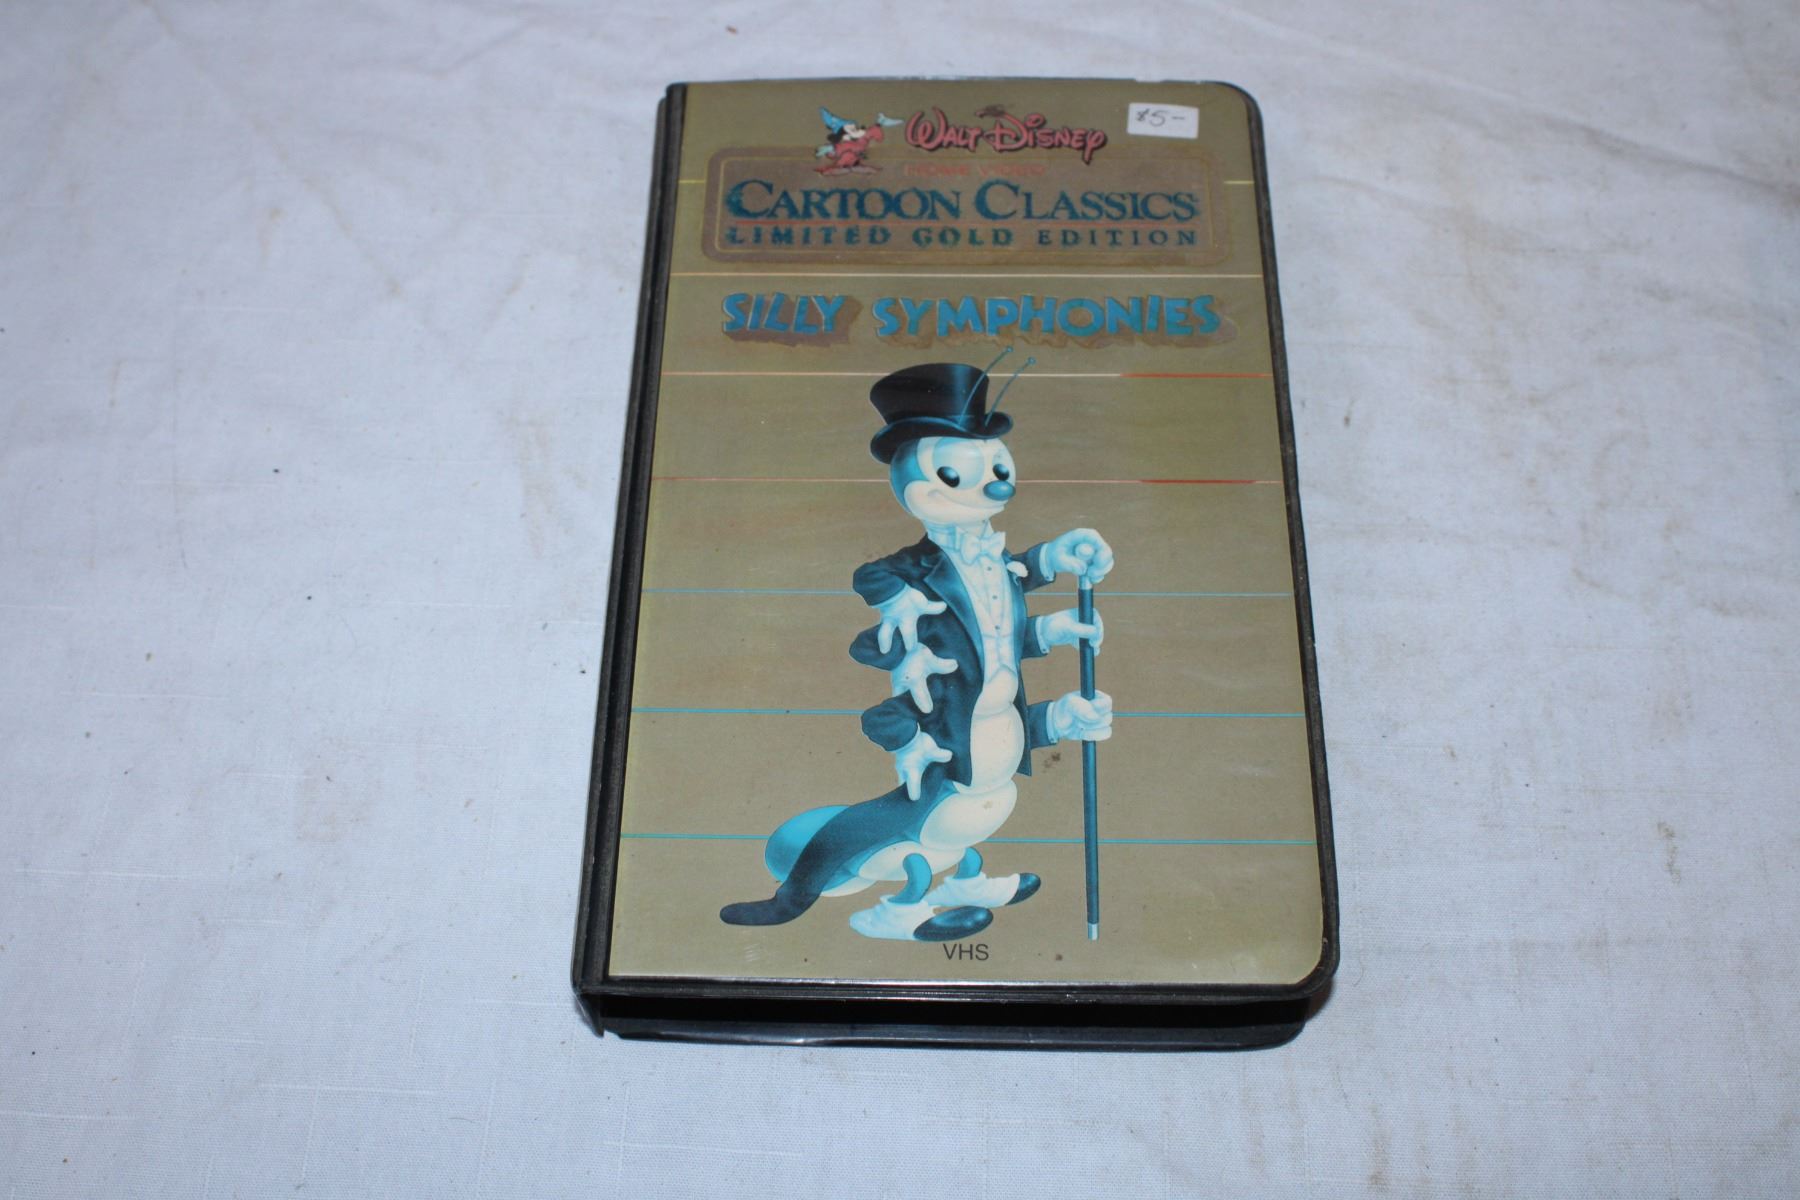 Walt Disney
$5-
HOME VIDEO
CARTOON CLASSICS
LIMITED GOLD EDITION
SILLY SYMPHONIES
VHS